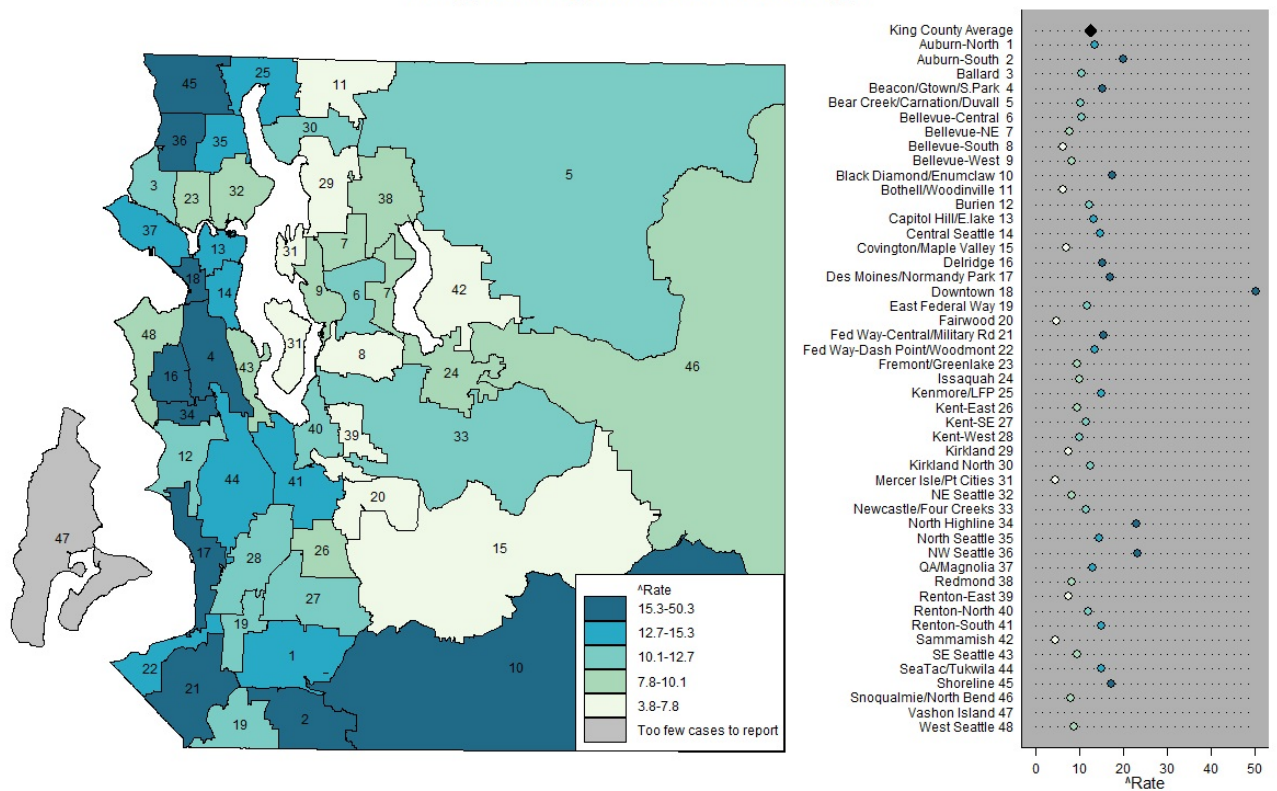 45
25
11
36
35
30
3
23
32
29
38
5
37
13
31
7
18
14
9
6
7
42
48
4
43
31
8
46
16
24
34
40
39
33
12
44
41
20
47
17
28
26
15
27
19
22
1
21
10
19
2
^Rate
15.3-50.3
12.7-15.3
10.1-12.7
7.8-10.1
3.8-7.8
Too few cases to report
King County Average
Auburn-North 1
Auburn-South 2
Ballard 3
Beacon/Gtown/S.Park 4
Bear Creek/Carnation/Duvall 5
Bellevue-Central 6
Bellevue-NE 7
Bellevue-South 8
Bellevue-West 9
Black Diamond/Enumclaw 10
Bothell/Woodinville 11
Burien 12
Capitol Hill/E.lake 13
Central Seattle 14
Covington/Maple Valley 15
Delridge 16
Des Moines/Normandy Park 17
Downtown 18
East Federal Way 19
Fairwood 20
Fed Way-Central/Military Rd 21
Fed Way-Dash Point/Woodmont 22
Fremont/Greenlake 23
Issaquah 24
Kenmore/LFP 25
Kent-East 26
Kent-SE 27
Kent-West 28
Kirkland 29
Kirkland North 30
Mercer Isle/Pt Cities 31
NE Seattle 32
Newcastle/Four Creeks 33
North Highline 34
North Seattle 35
NW Seattle 36
QA/Magnolia 37
Redmond 38
Renton-East 39
Renton-North 40
Renton-South 41
Sammamish 42
SE Seattle 43
SeaTac/Tukwila 44
Shoreline 45
Snoqualmie/North Bend 46
Vashon Island 47
West Seattle 48
0 10 20 30 40 50
^Rate